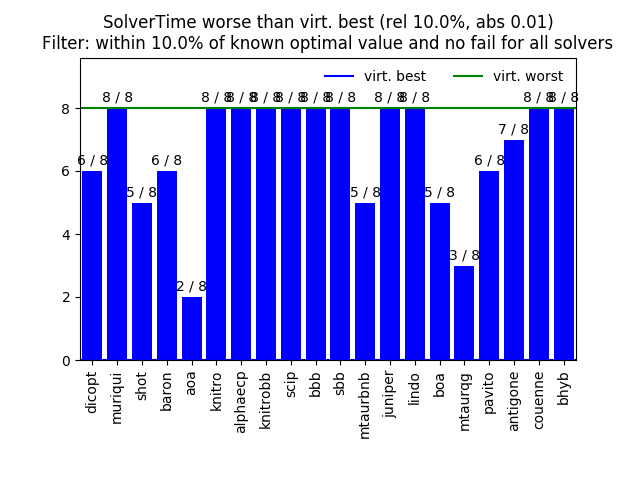 SolverTime worse than virt. best (rel 10.0%, abs 0.01)
Filter: within 10.0% of known optimal value and no fail for all solvers
virt. best
virt. worst
6 / 8
8 / 8
5 / 8
6 / 8
2 / 8
8 / 8
8 / 8
8 / 8
8 / 8
8 / 8
8 / 8
5 / 8
8 / 8
8 / 8
5 / 8
3 / 8
6 / 8
7 / 8
8 / 8
8 / 8
8
6
4
2
0
dicopt
muriqui
shot
baron
aoa
knitro
alphaecp
knitrobb
scip
bbb
sbb
mtaurbnb
juniper
lindo
boa
mtaurqg
pavito
antigone
couenne
bhyb